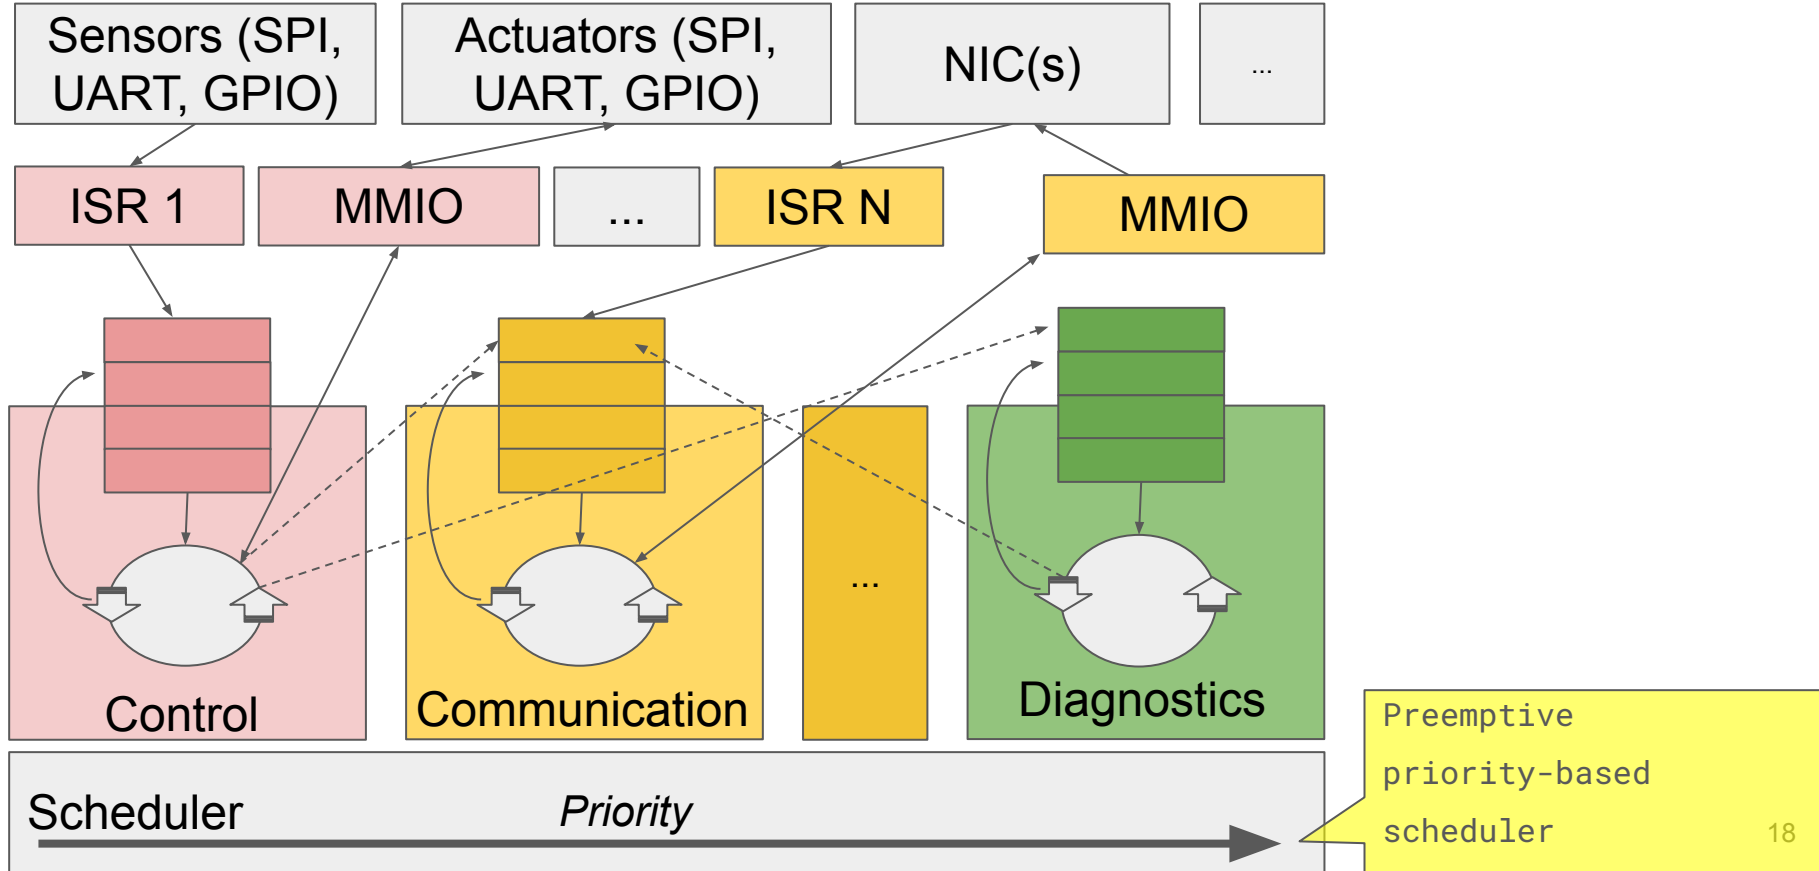 Sensors (SPI,
UART, GPIO)
Actuators (SPI,
UART, GPIO)
NIC(s)
...
ISR 1
MMIO
...
ISR N
MMIO
Control
Communication
...
Diagnostics
Scheduler
Priority
Preemptive
priority-based
scheduler
18